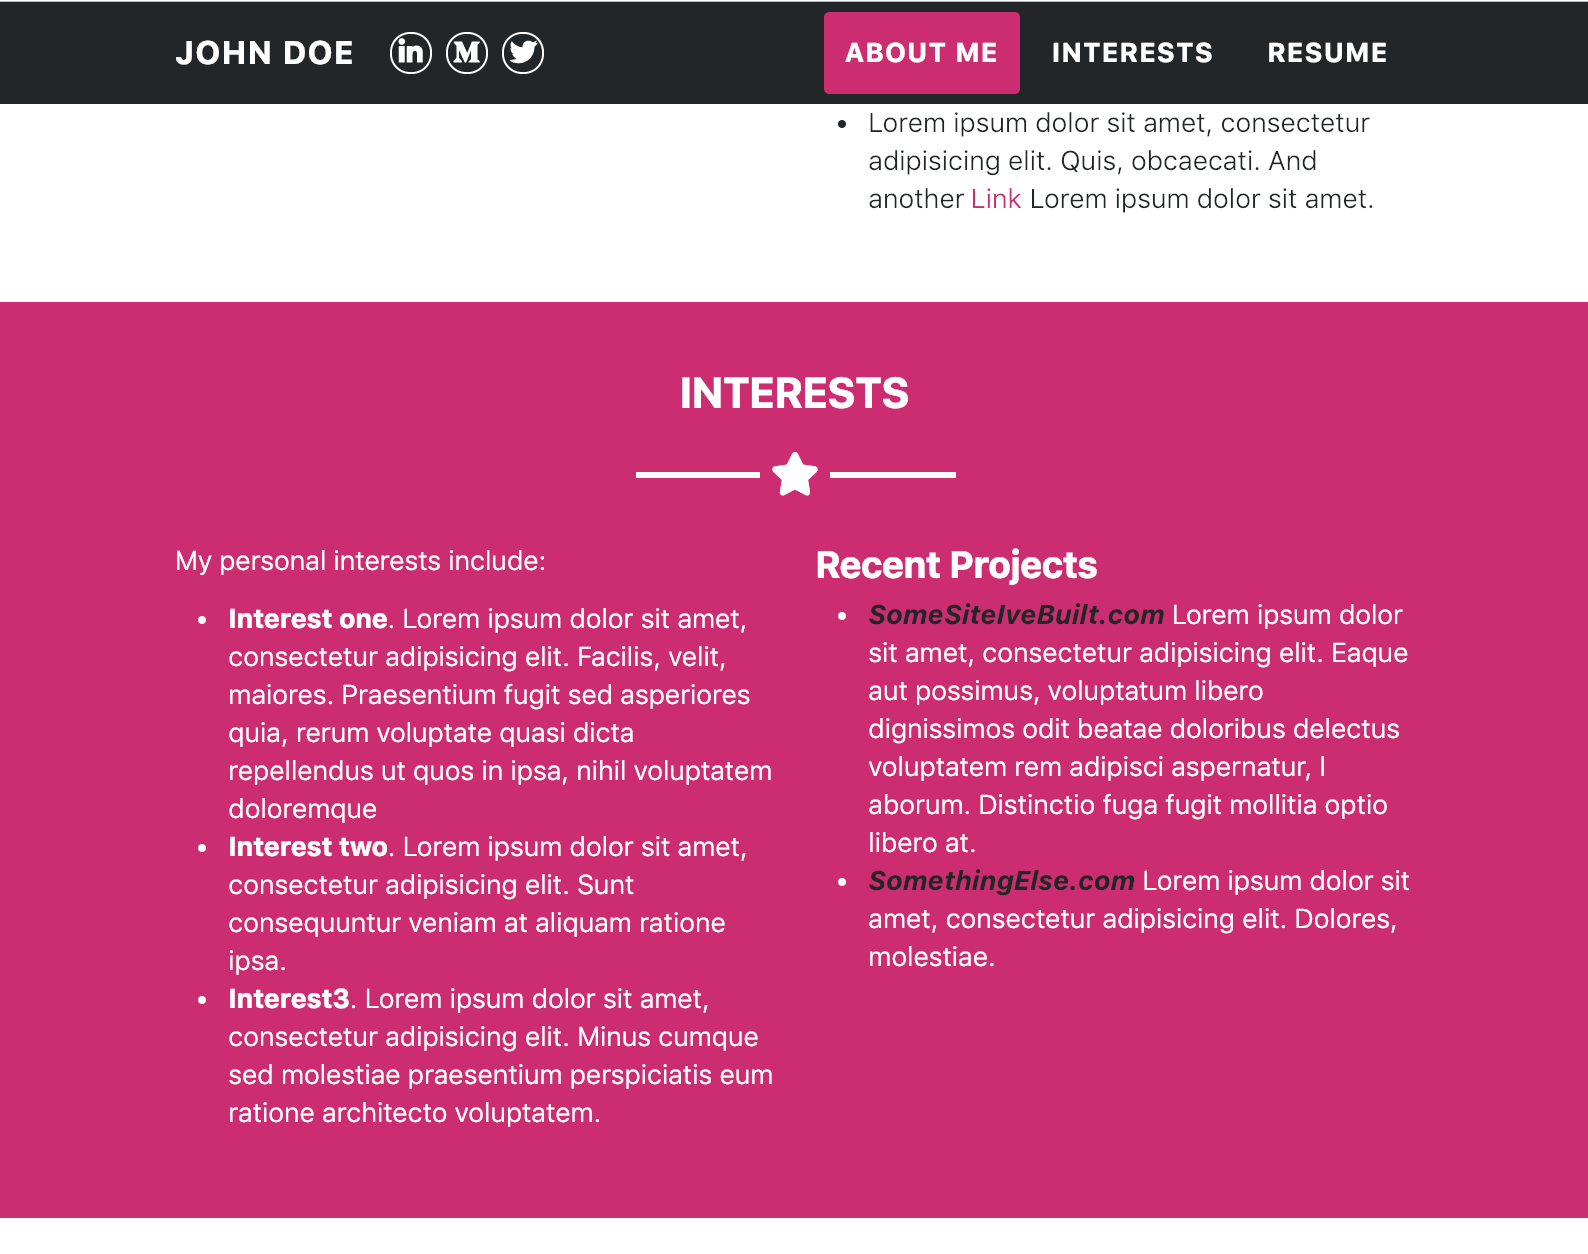 JOHN DOE
ABOUT ME INTERESTS RESUME
• Lorem ipsum dolor sit amet, consectetur
adipisicing elit. Quis, obcaecati. And
another Link Lorem ipsum dolor sit amet.
INTERESTS
My personal interests include:
• Interest one. Lorem ipsum dolor sit amet,
consectetur adipisicing elit. Facilis, velit,
maiores. Praesentium fugit sed asperiores
quia, rerum voluptate quasi dicta
repellendus ut quos in ipsa, nihil voluptatem
doloremque
• Interest two. Lorem ipsum dolor sit amet,
consectetur adipisicing elit. Sunt
consequuntur veniam at aliquam ratione
ipsa.
• Interest3. Lorem ipsum dolor sit amet,
consectetur adipisicing elit. Minus cumque
sed molestiae praesentium perspiciatis eum
ratione architecto voluptatem.
Recent Projects
• SomeSiteIveBuilt.com Lorem ipsum dolor
sit amet, consectetur adipisicing elit. Eaque
aut possimus, voluptatum libero
dignissimos odit beatae doloribus delectus
voluptatem rem adipisci aspernatur, l
aborum. Distinctio fuga fugit mollitia optio
libero at.
• SomethingElse.com Lorem ipsum dolor sit
amet, consectetur adipisicing elit. Dolores,
molestiae.